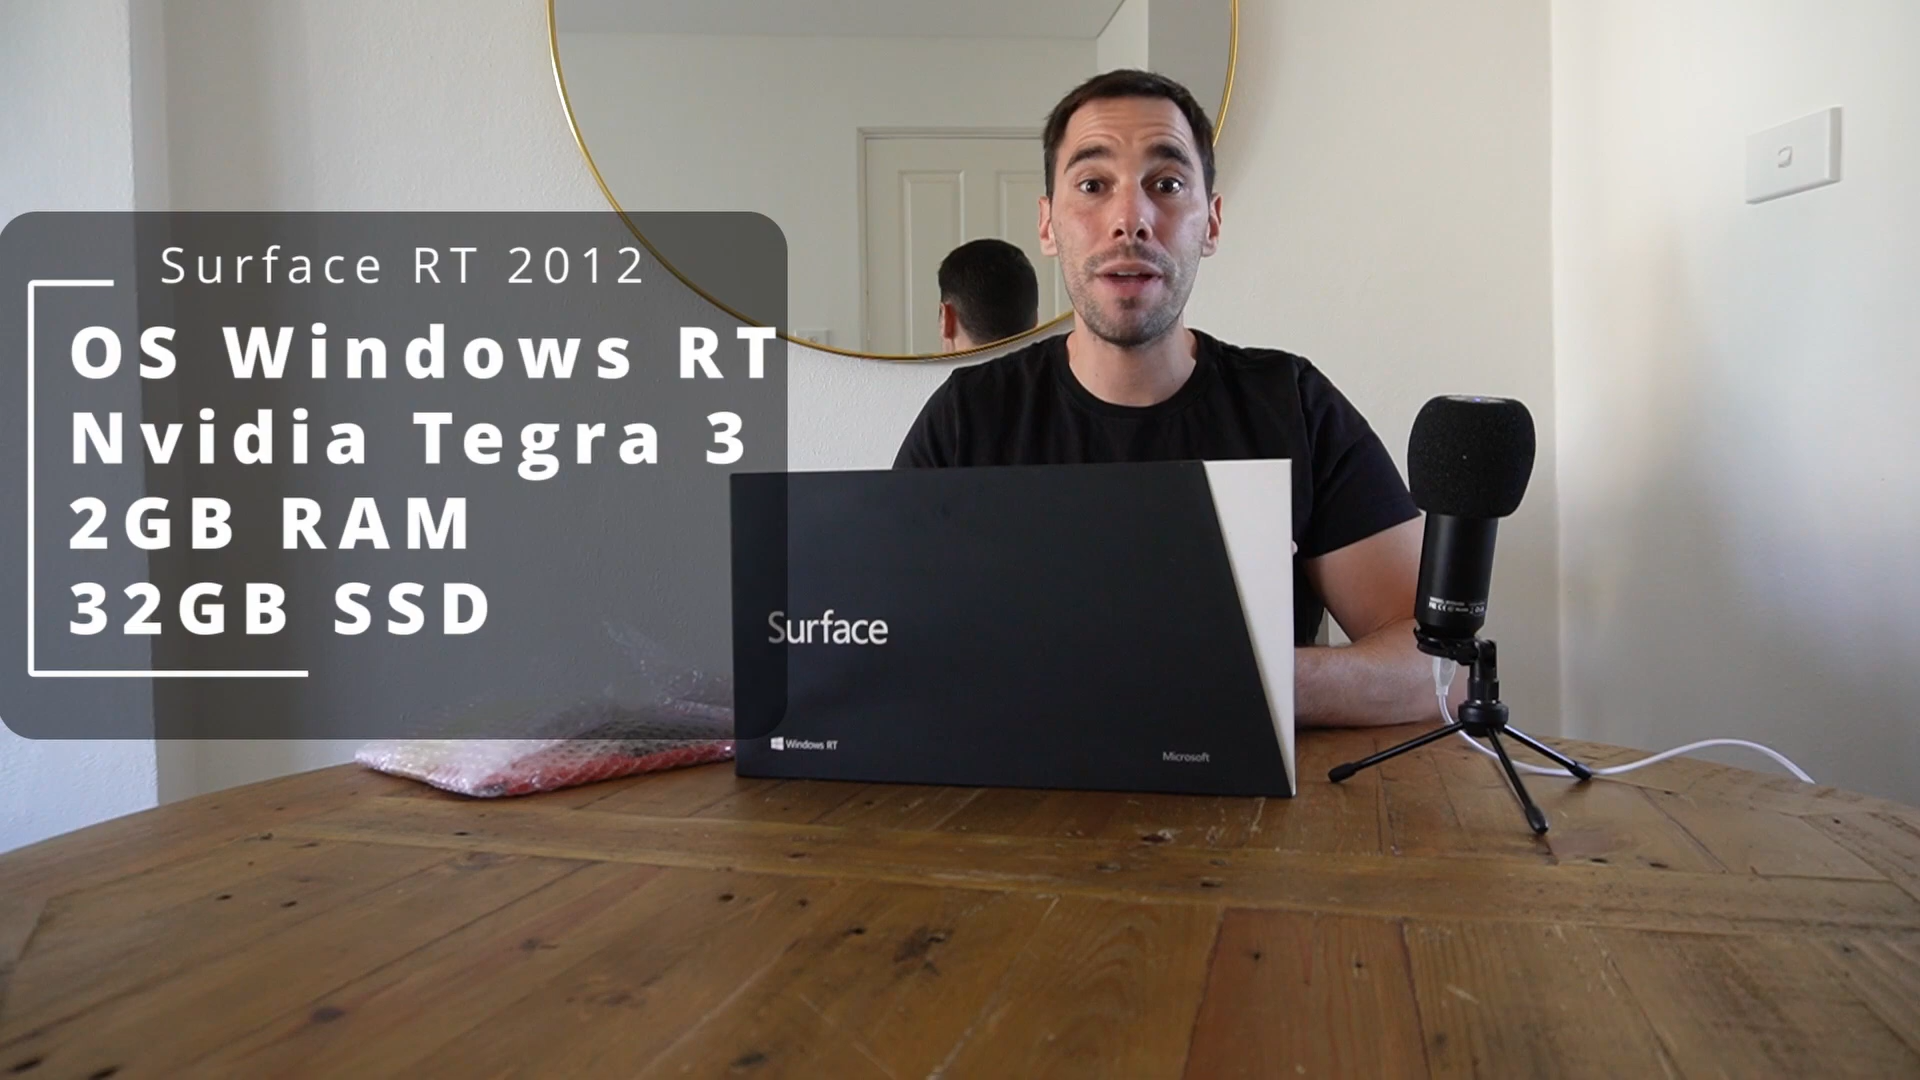 Surface RT 2012
OS Windows RT
Nvidia Tegra 3
2GB RAM
32GB SSD
Surface
Windows RT
Microsoft